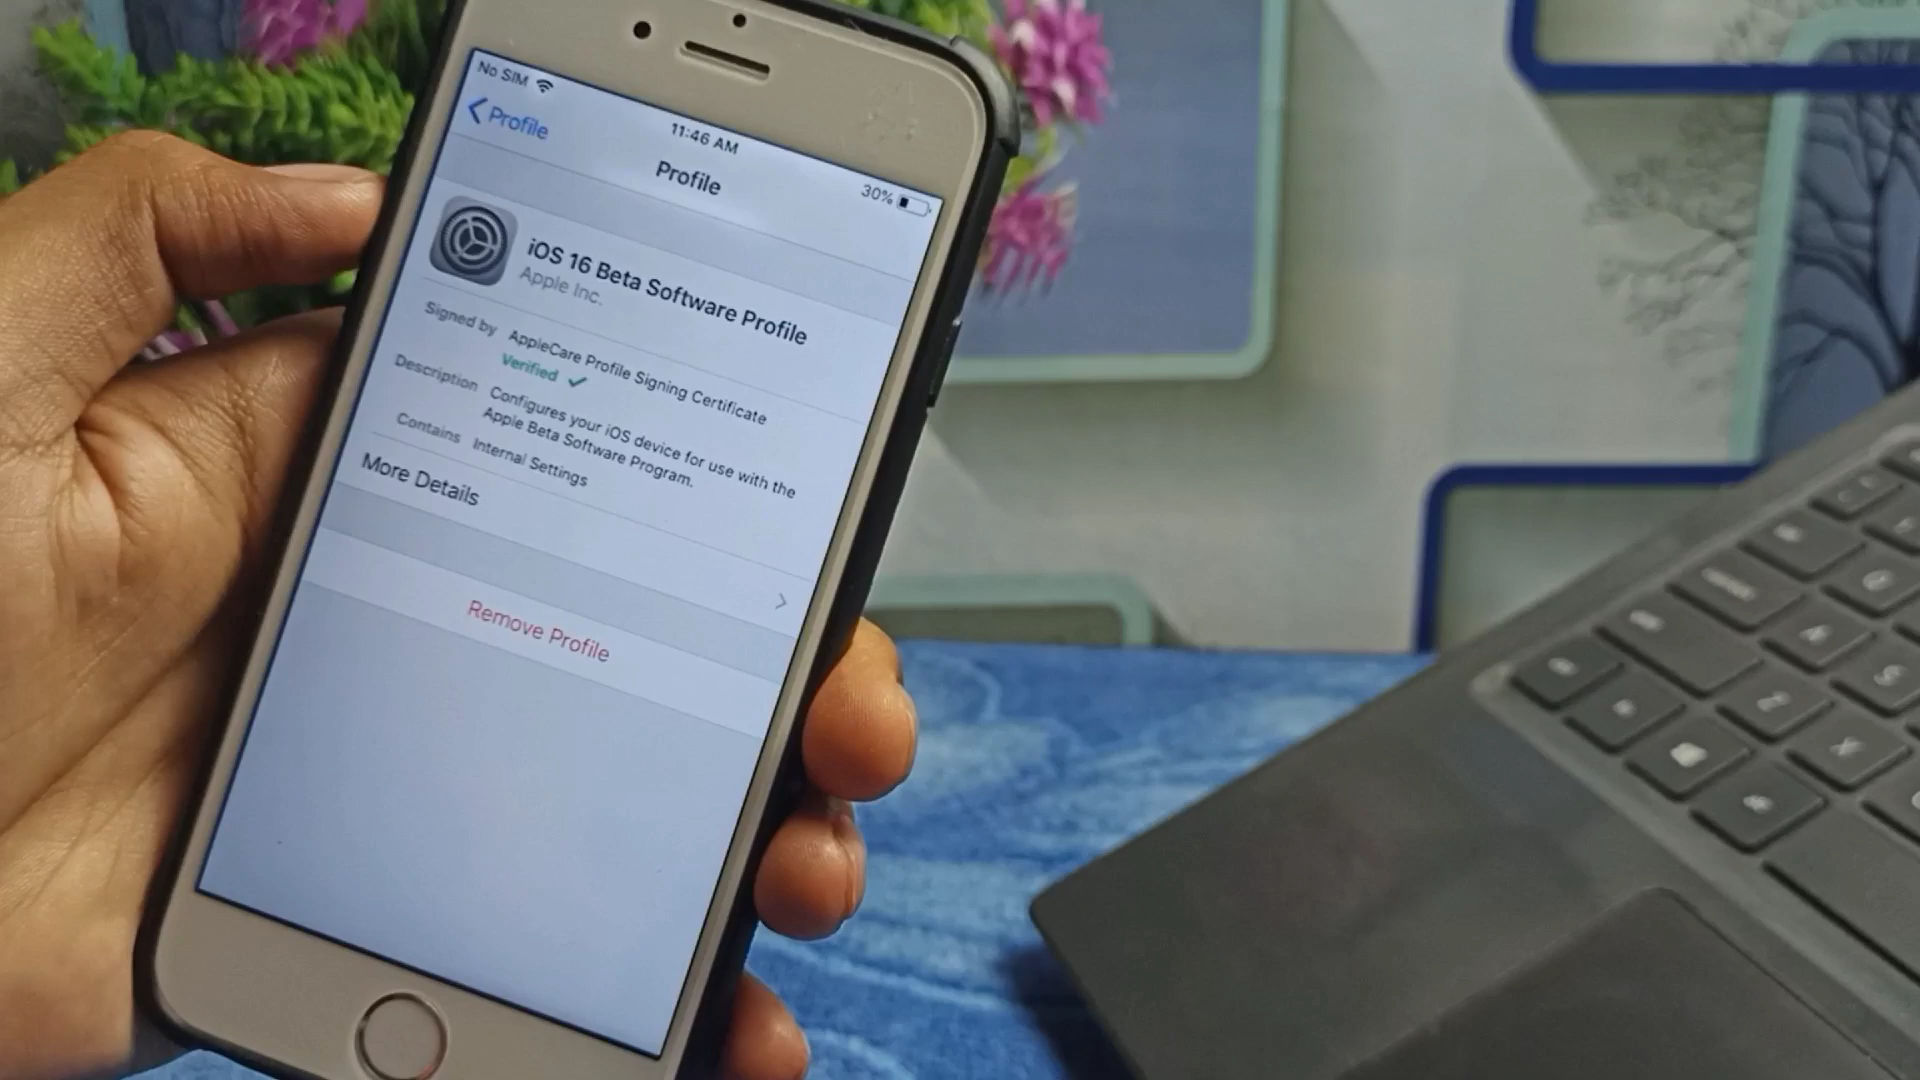 No SIM
11:46 AM
30%
Profile
Profile
iOS 16 Beta Software Profile
Apple Inc.
Signed by AppleCare Profile Signing Certificate
Verified ✓
Description Configures your iOS device for use with the
Apple Beta Software Program.
Contains Internal Settings
More Details
Remove Profile
A
S
Z
X